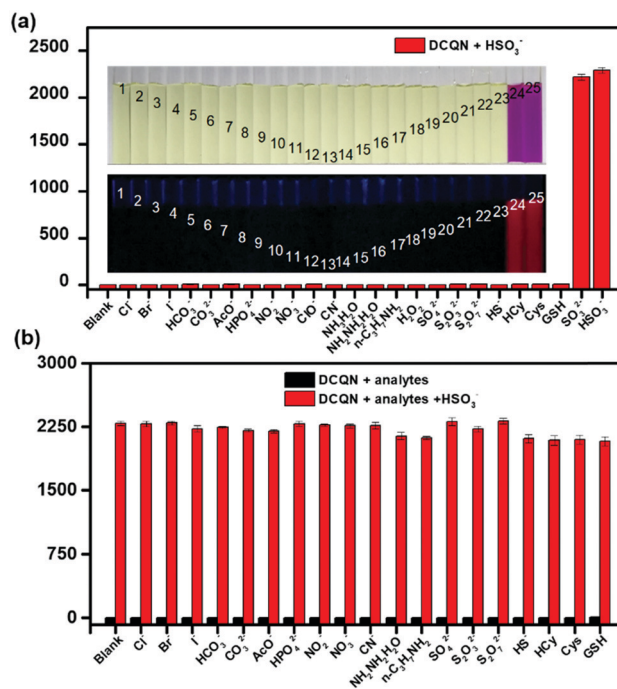 (a)
2500
2000
1500
1000
500
0
DCQN + HSO₃⁻
1 2 3 4 5 6 7 8 9 10 11 12 13 14 15 16 17 18 19 20 21 22 23 24 25
1 2 3 4 5 6 7 8 9 10 11 12 13 14 15 16 17 18 19 20 21 22 23 24 25
Blank Cl⁻ Br⁻ I⁻ HCO₃⁻ CO₃²⁻ AcO⁻ HPO₄²⁻ NO₂⁻ NO₃⁻ ClO⁻ CN⁻ NH₃H₂O NH₂NH₂H₂O n-C₃H₇NH₂ H₂O₂ SO₄²⁻ S₂O₃²⁻ S₂O₇²⁻ HS⁻ HCy Cys GSH SO₃²⁻ HSO₃⁻
(b)
3000
2250
1500
750
0
DCQN + analytes
DCQN + analytes +HSO₃⁻
Blank Cl⁻ Br⁻ I⁻ HCO₃⁻ CO₃²⁻ AcO⁻ HPO₄²⁻ NO₂⁻ NO₃⁻ CN⁻ NH₂NH₂H₂O n-C₃H₇NH₂ SO₄²⁻ S₂O₃²⁻ S₂O₇²⁻ HS⁻ HCy Cys GSH